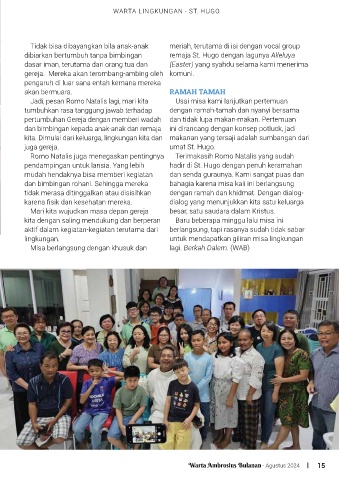 WARTA LINGKUNGAN - ST. HUGO
Tidak bisa dibayangkan bila anak-anak
dibiarkan bertumbuh tanpa bimbingan
dasar iman, terutama dari orang tua dan
gereja. Mereka akan terombang-ambing oleh
pengaruh di luar sana entah kemana mereka
akan bermuara.
Jadi, pesan Romo Natalis lagi, mari kita
tumbuhkan rasa tanggung jawab terhadap
pertumbuhan Gereja dengan memberi wadah
dan bimbingan kepada anak-anak dan remaja
kita. Dimulai dari keluarga, lingkungan kita dan
juga gereja.
Romo Natalis juga menegaskan pentingnya
pendampingan untuk lansia. Yang lebih
mudah hendaknya bisa memberi kegiatan
dan bimbingan rohani. Sehingga mereka
tidak merasa ditinggalkan atau disisihkan
karena fisik dan kesehatan mereka.
Mari kita wujudkan masa depan gereja
kita dengan saling mendukung dan berperan
aktif dalam kegiatan-kegiatan terutama dari
lingkungan.
Misa berlangsung dengan khusuk dan
meriah, terutama di isi dengan vocal group
remaja St. Hugo dengan lagunya Alleluya
(Easter) yang syahdu selama kami menerima
komuni.
RAMAH TAMAH
Usai misa kami lanjutkan pertemuan
dengan ramah-tamah dan nyanyi bersama
dan tidak lupa makan-makan. Pertemuan
ini dirancang dengan konsep potluck, jadi
makanan yang tersaji adalah sumbangan dari
umat St. Hugo.
Terimakasih Romo Natalis yang sudah
hadir di St. Hugo dengan penuh keramahan
dan senda guraunya. Kami sangat puas dan
bahagia karena misa kali ini berlangsung
dengan ramah dan khidmat. Dengan dialog-
dialog yang menunjukkan kita satu keluarga
besar, satu saudara dalam Kristus.
Baru beberapa minggu lalu misa ini
berlangsung, tapi rasanya sudah tidak sabar
untuk mendapatkan giliran misa lingkungan
lagi. Berkah Dalem. (WAB)
Warta Ambrosius Bulanan - Agustus 2024 | 15